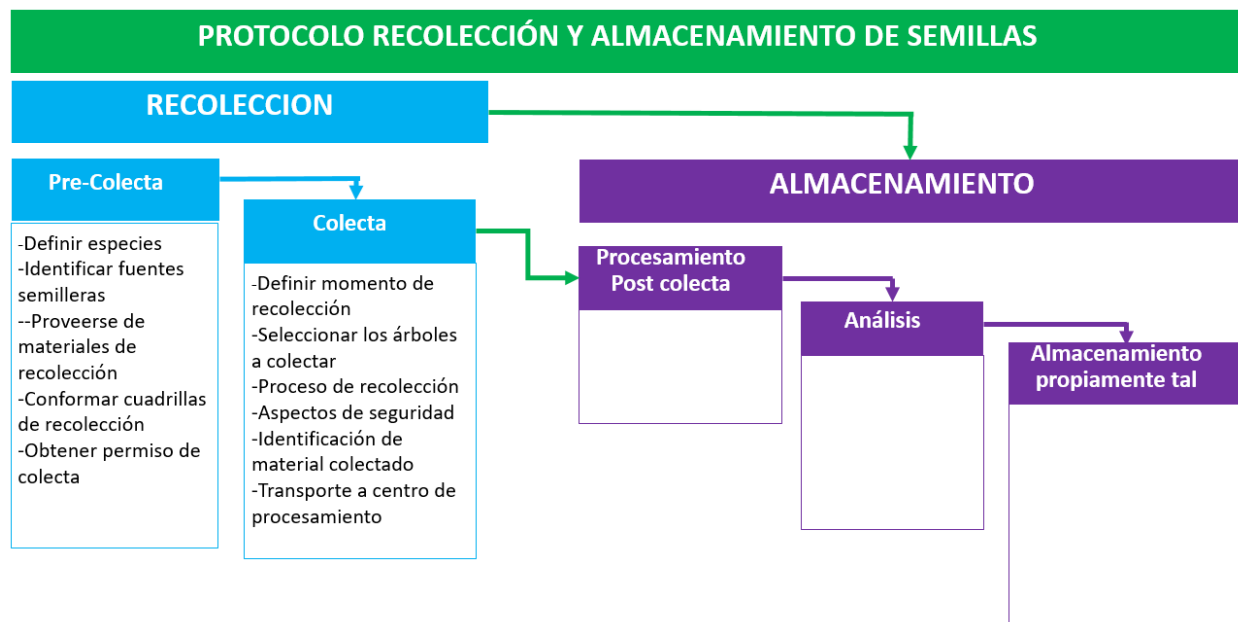 PROTOCOLO RECOLECCIÓN Y ALMACENAMIENTO DE SEMILLAS
RECOLECCION
Pre-Colecta
-Definir especies
-Identificar fuentes
semilleras
--Proveerse de
materiales de
recolección
-Conformar cuadrillas
de recolección
-Obtener permiso de
colecta
Colecta
-Definir momento de
recolección
-Seleccionar los árboles
a colectar
-Proceso de recolección
-Aspectos de seguridad
-Identificación de
material colectado
-Transporte a centro de
procesamiento
ALMACENAMIENTO
Procesamiento
Post colecta
Análisis
Almacenamiento
propiamente tal